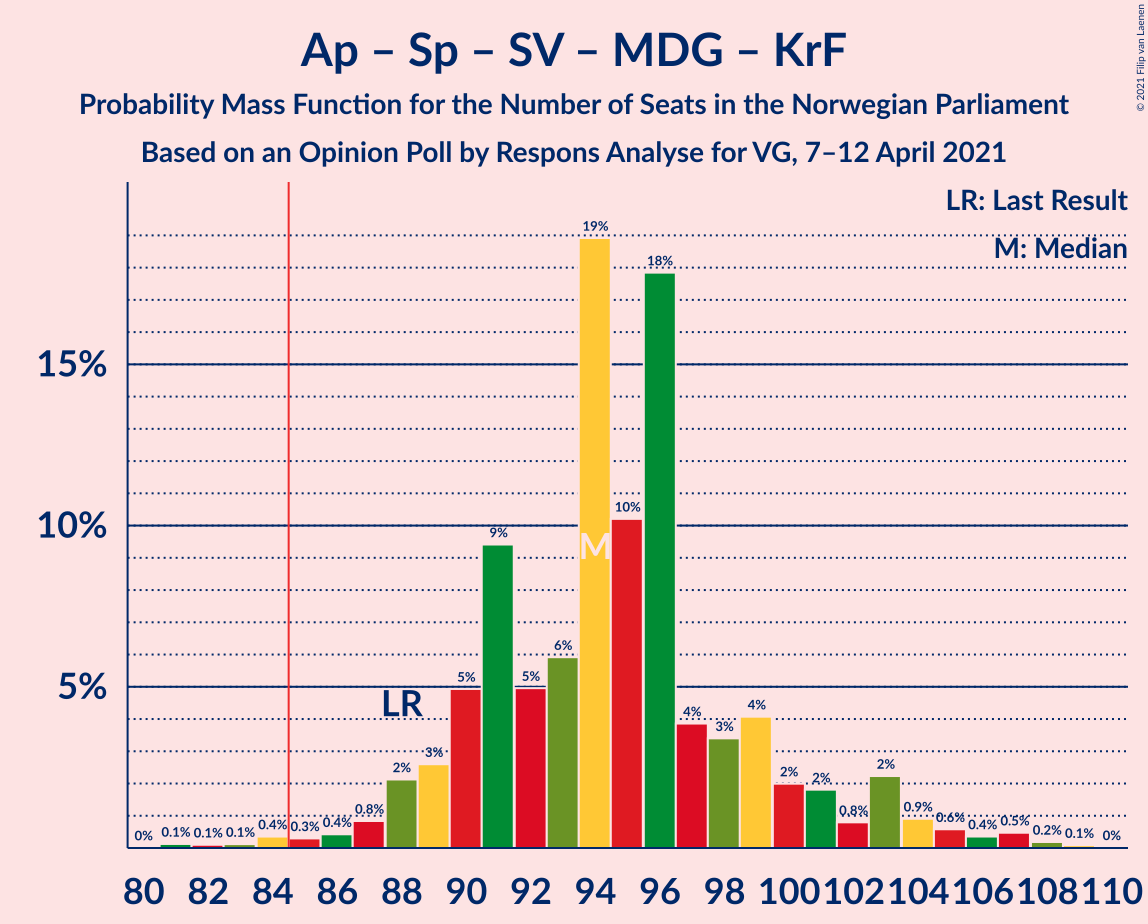 Ap – Sp – SV – MDG – KrF
Probability Mass Function for the Number of Seats in the Norwegian Parliament
Based on an Opinion Poll by Respons Analyse for VG, 7–12 April 2021
© 2021 Filip van Laenen
LR: Last Result
M: Median
15%
10%
5%
0% 0.1% 0.1% 0.1% 0.4% 0.3% 0.4% 0.8% 2% 3% 5% 9% 5% 6% 19% 10% 18% 4% 3% 4% 2% 2% 0.8% 2% 0.9% 0.6% 0.4% 0.5% 0.2% 0.1% 0%
LR
M
80 82 84 86 88 90 92 94 96 98 100 102 104 106 108 110